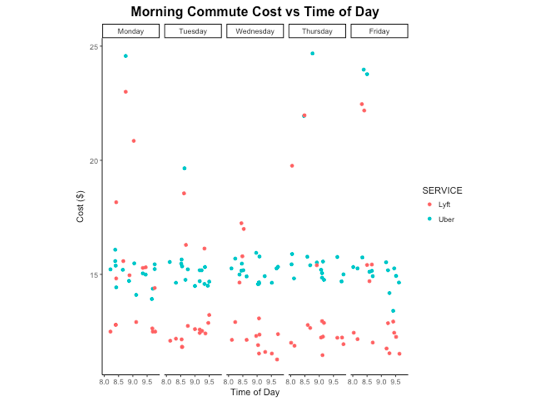 Morning Commute Cost vs Time of Day
Monday Tuesday Wednesday Thursday Friday
25
20
15
Cost ($)
8.0 8.5 9.0 9.5 8.0 8.5 9.0 9.5 8.0 8.5 9.0 9.5 8.0 8.5 9.0 9.5 8.0 8.5 9.0 9.5
Time of Day
SERVICE
Lyft
Uber